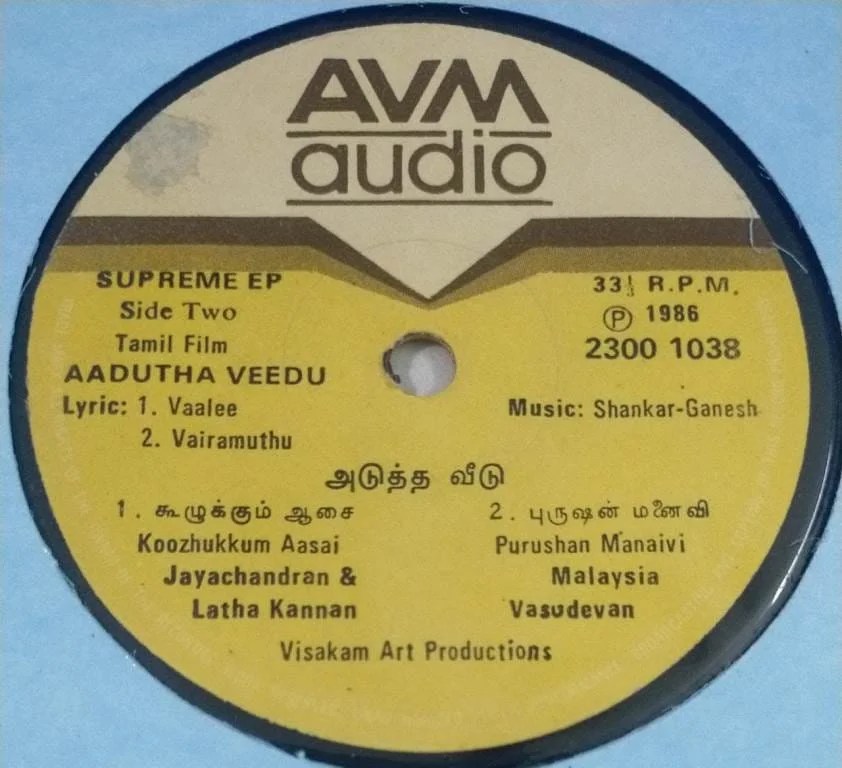 AVM
audio
SUPREME EP
33⅓ R.P.M.
Side Two
Ⓟ 1986
Tamil Film
2300 1038
AADUTHA VEEDU
Lyric: 1. Vaalee
Music: Shankar-Ganesh
2. Vairamuthu
அடுத்த வீடு
1. கூழுக்கும் ஆசை
2. புருஷன் மனைவி
Koozhukkum Aasai
Purushan Manaivi
Jayachandran &
Malaysia
Latha Kannan
Vasudevan
Visakam Art Productions